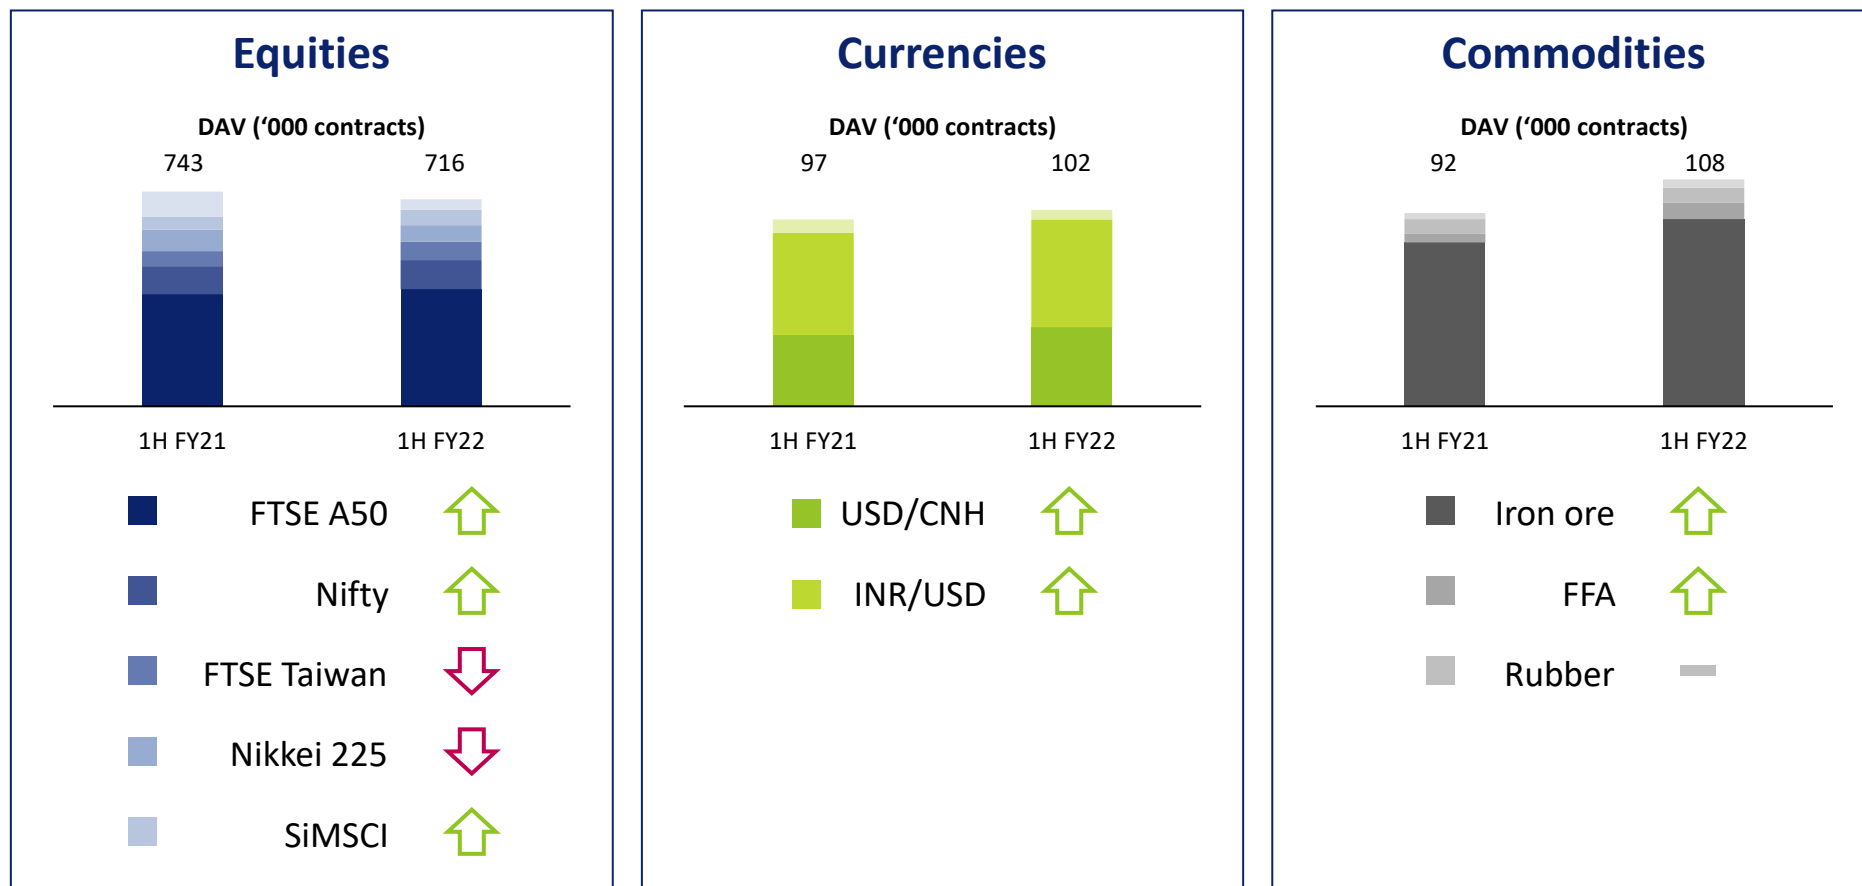 Equities
DAV (‘000 contracts)
743
716
1H FY21
1H FY22
FTSE A50
Nifty
FTSE Taiwan
Nikkei 225
SiMSCI
Currencies
DAV (‘000 contracts)
97
102
1H FY21
1H FY22
USD/CNH
INR/USD
Commodities
DAV (‘000 contracts)
92
108
1H FY21
1H FY22
Iron ore
FFA
Rubber